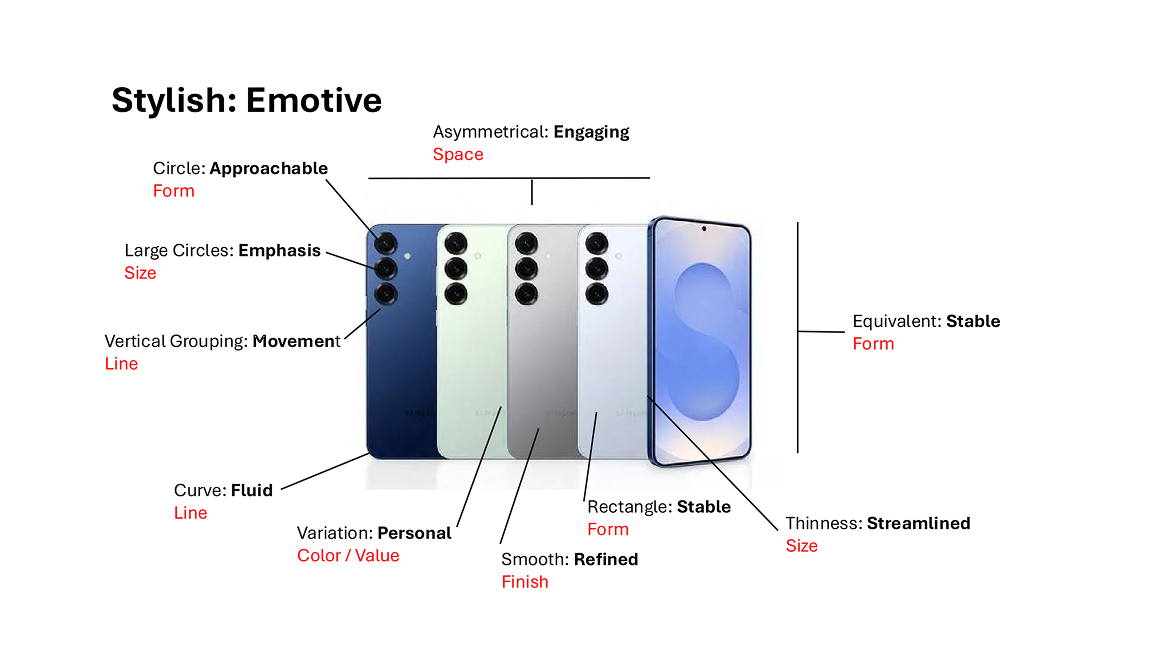 Stylish: Emotive
Asymmetrical: Engaging
Space
Circle: Approachable
Form
Large Circles: Emphasis
Size
Vertical Grouping: Movement
Line
Equivalent: Stable
Form
Curve: Fluid
Line
Variation: Personal
Color / Value
Smooth: Refined
Finish
Rectangle: Stable
Form
Thinness: Streamlined
Size